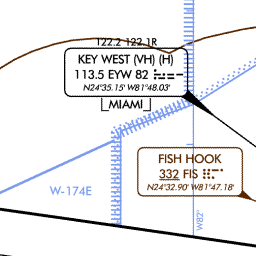 122.2 122.1R
KEY WEST (VH) (H)
113.5 EYW 82
N24°35.15' W81°48.03'
MIAMI
FISH HOOK
332 FIS
N24°32.90' W81°47.18'
W-174E
W82°